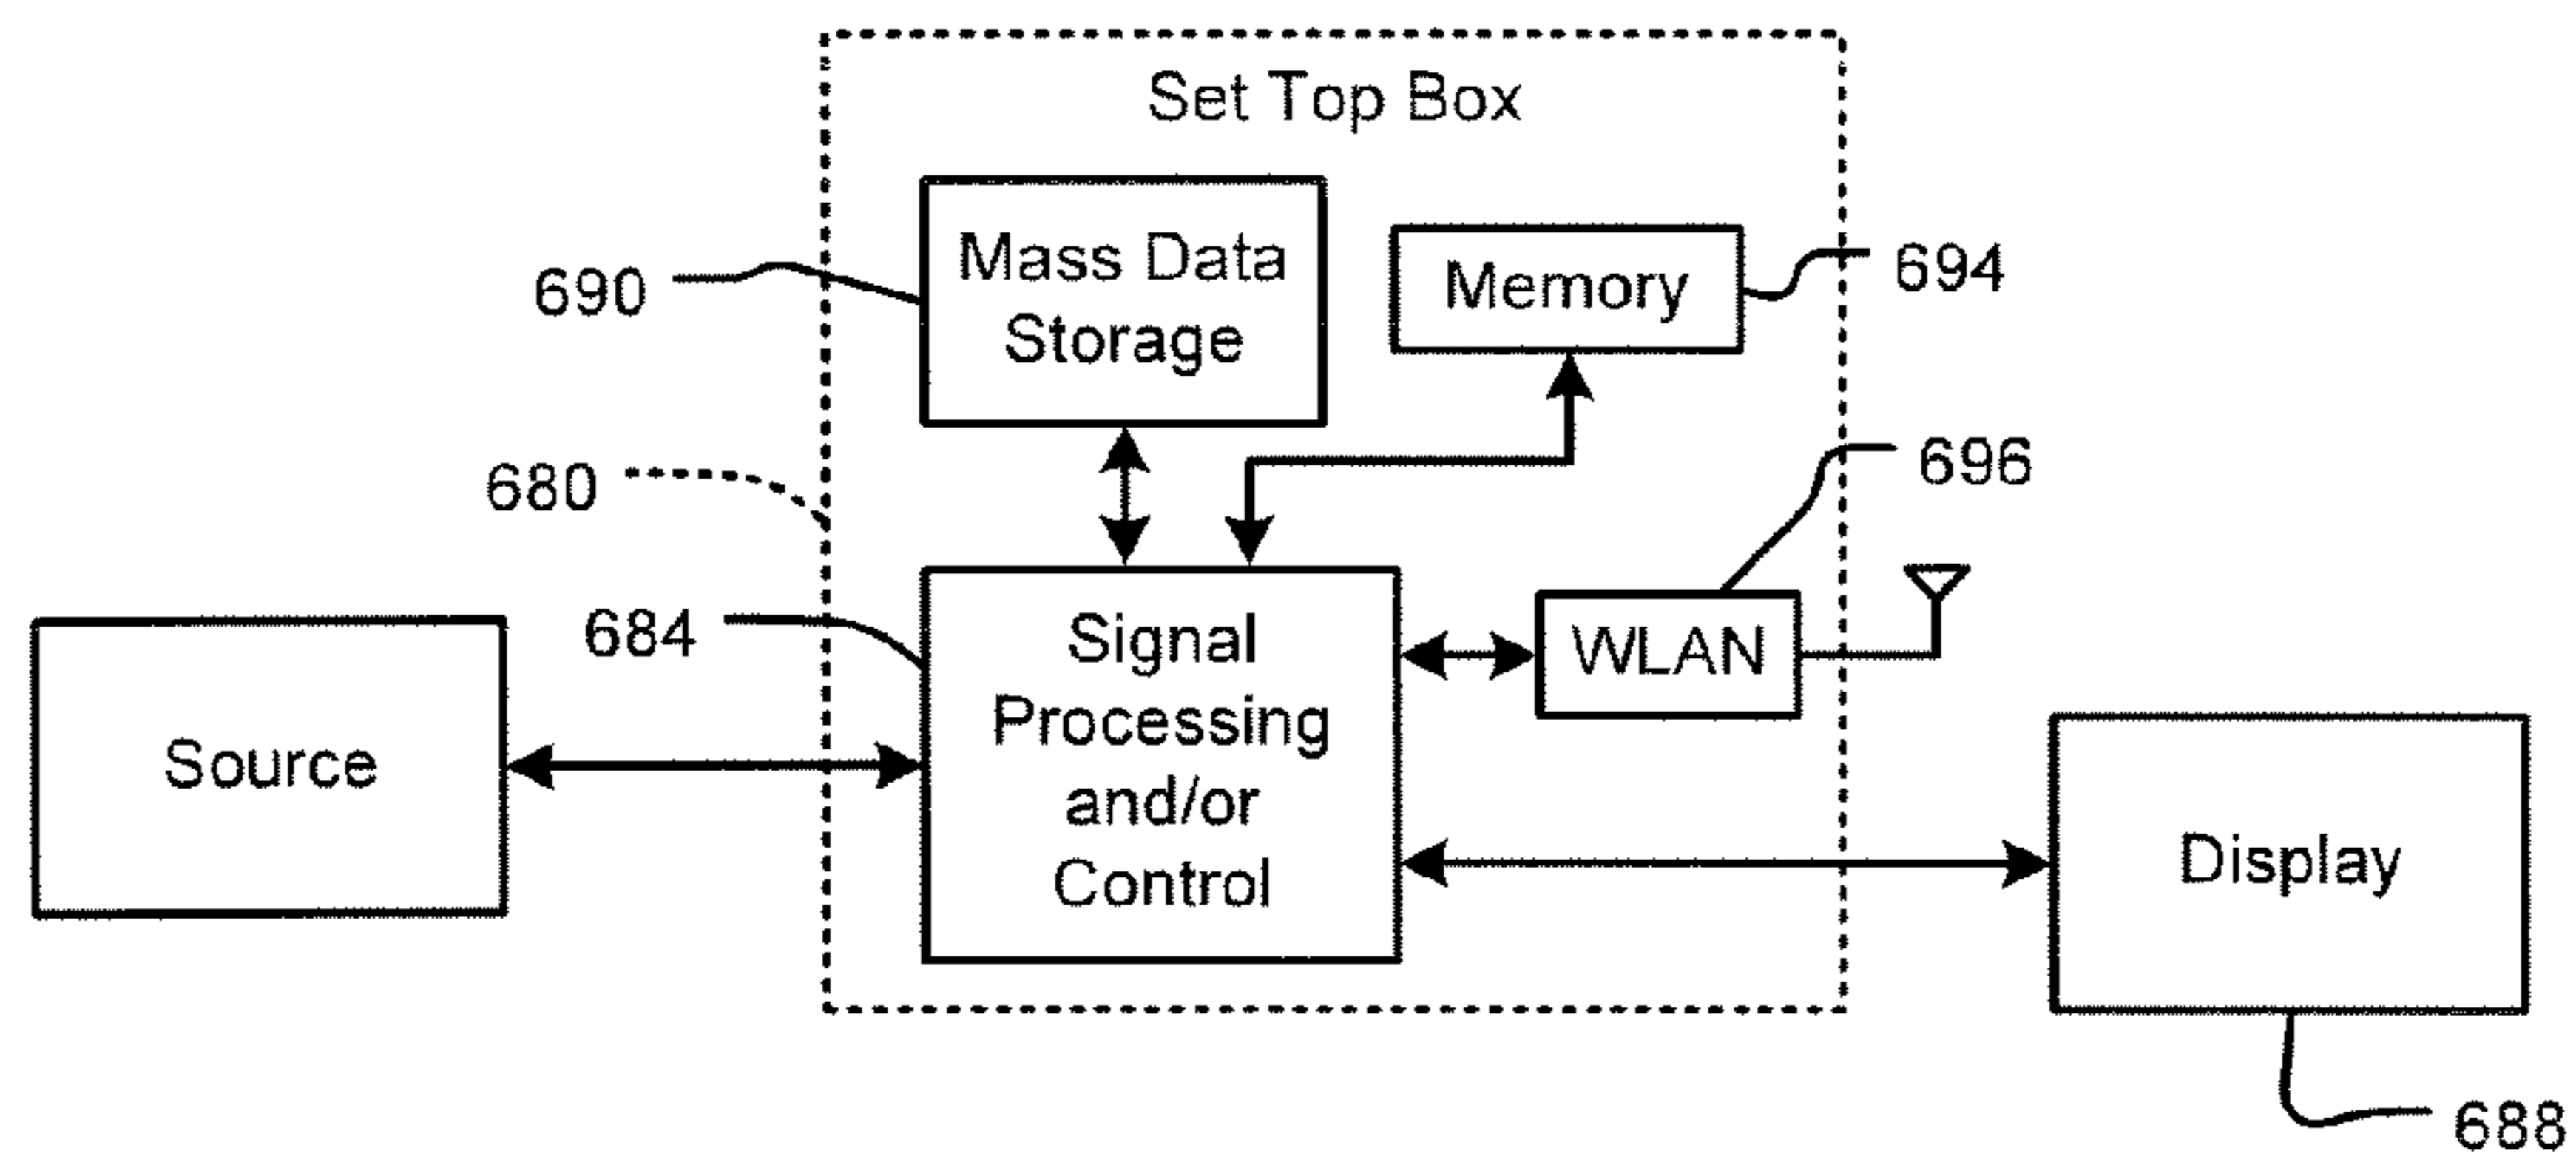 Set Top Box
Mass Data
Storage
Memory
690
694
680
696
684
Signal
Processing
and/or
Control
WLAN
Source
Display
688